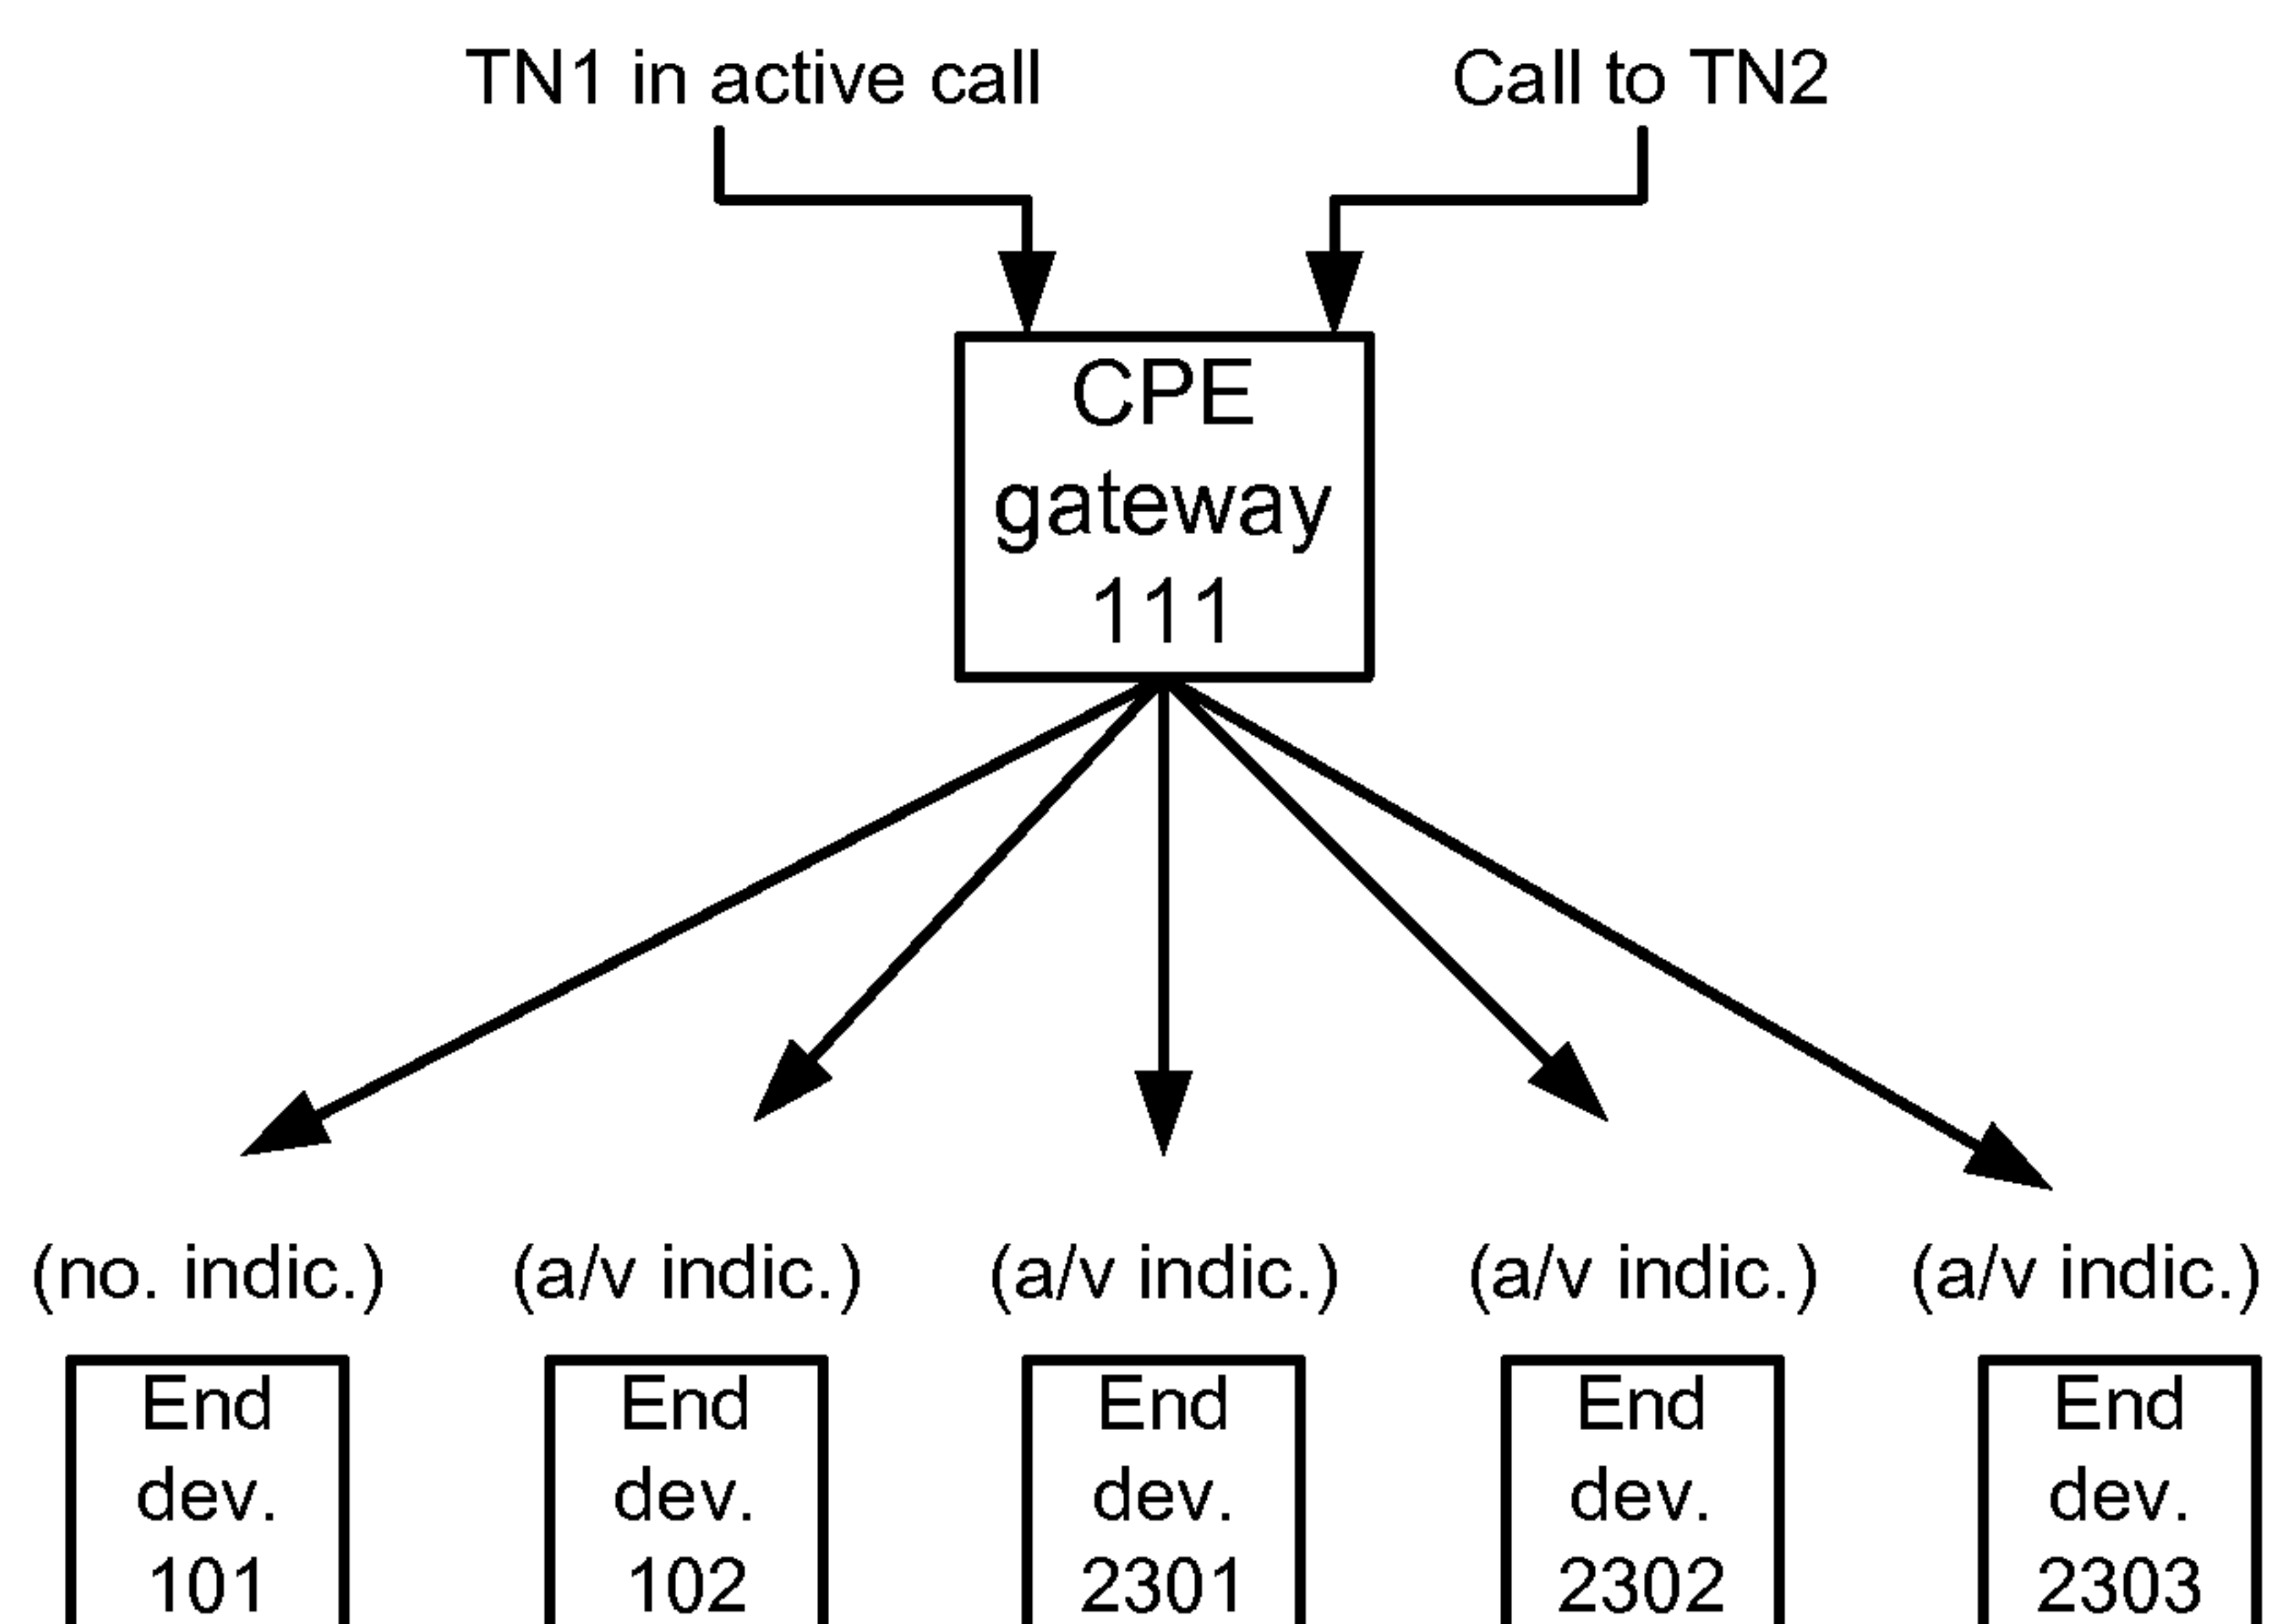 TN1 in active call
Call to TN2
CPE
gateway
111
(no. indic.)
(a/v indic.)
(a/v indic.)
(a/v indic.)
(a/v indic.)
End
dev.
101
End
dev.
102
End
dev.
2301
End
dev.
2302
End
dev.
2303